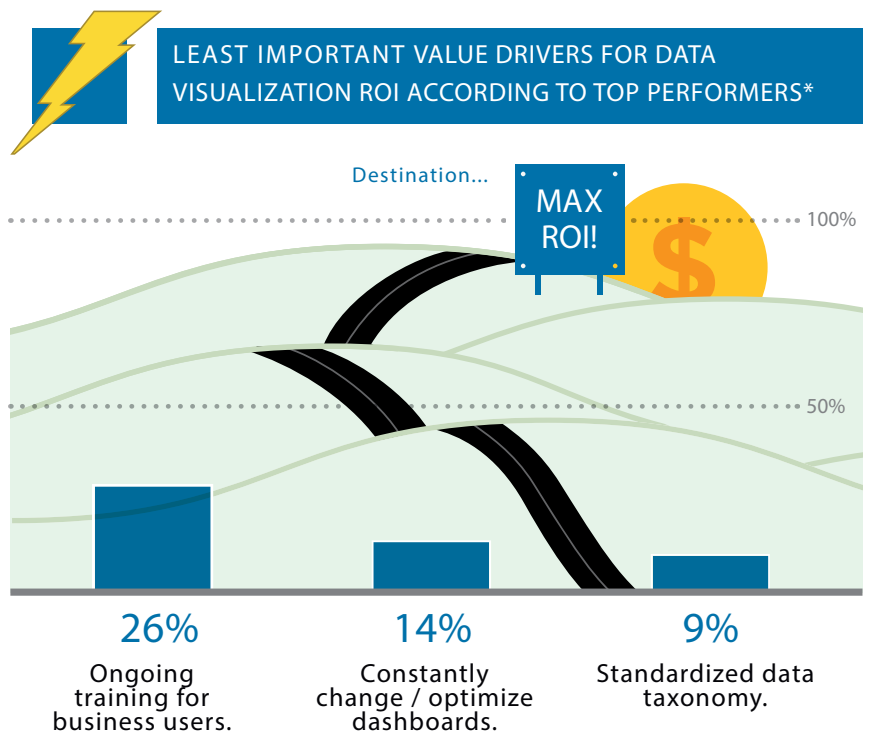 LEAST IMPORTANT VALUE DRIVERS FOR DATA
VISUALIZATION ROI ACCORDING TO TOP PERFORMERS*
Destination...
MAX
ROI!
$
100%
50%
26%
Ongoing
training for
business users.
14%
Constantly
change / optimize
dashboards.
9%
Standardized data
taxonomy.